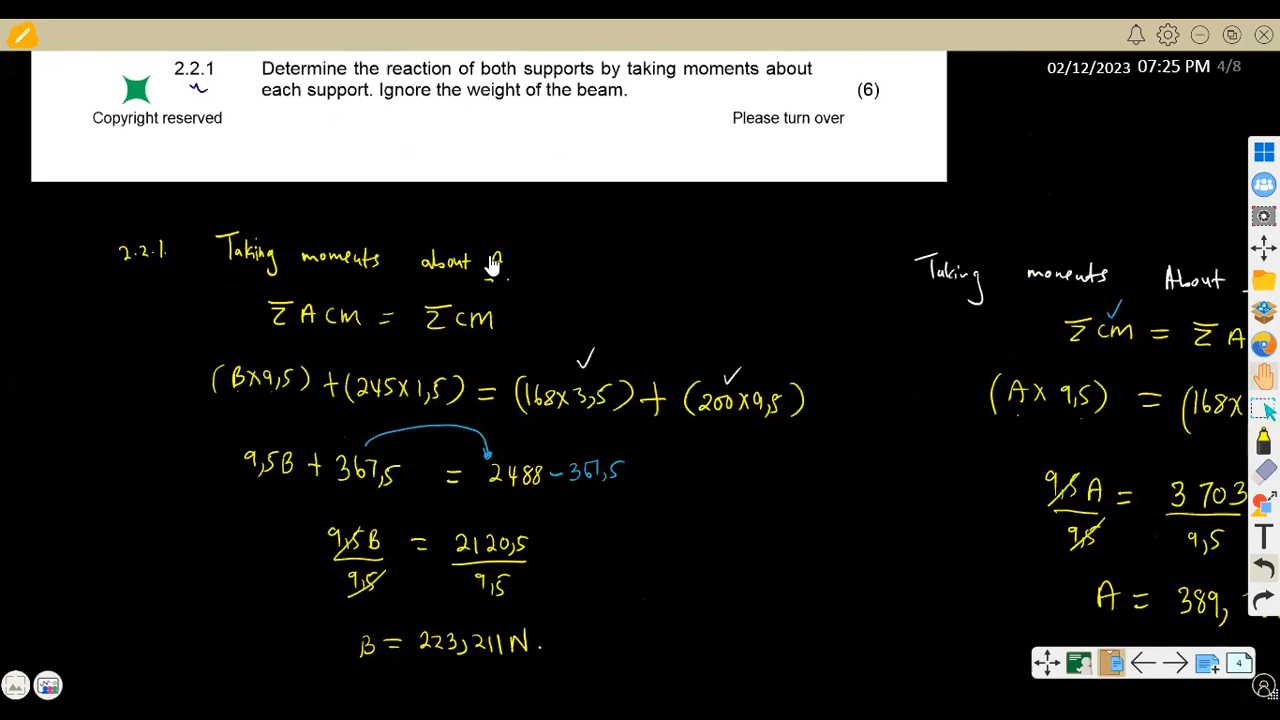 02/12/2023 07:25 PM 4/8
2.2.1 Determine the reaction of both supports by taking moments about
each support. Ignore the weight of the beam. (6)
Copyright reserved Please turn over
2.2.1. Taking moments about
Σ ACM = Σ CM
(B×9,5) + (245×1,5) = (168×3,5) + (200×9,5)
9,5B + 367,5 = 2488 - 367,5
9,5B = 2120,5
9,5 9,5
B = 223,211N.
Taking moments About
Σ CM = Σ A
(A × 9,5) = (168×
9,5A = 3 703
9,5 9,5
A = 389,
T
4